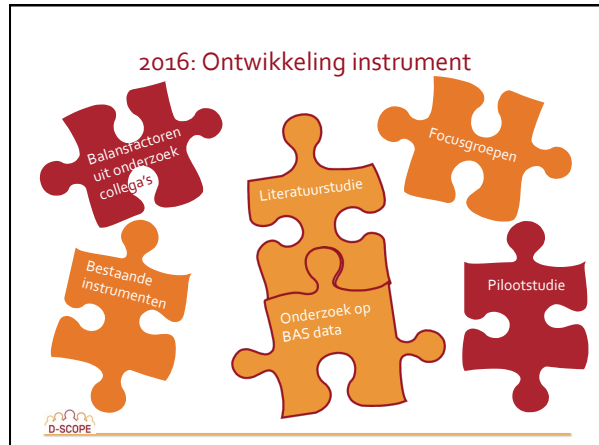 2016: Ontwikkeling instrument
Balansfactoren
uit onderzoek
collega's
Literatuurstudie
Focusgroepen
Bestaande
instrumenten
Onderzoek op
BAS data
Pilootstudie
D-SCOPE